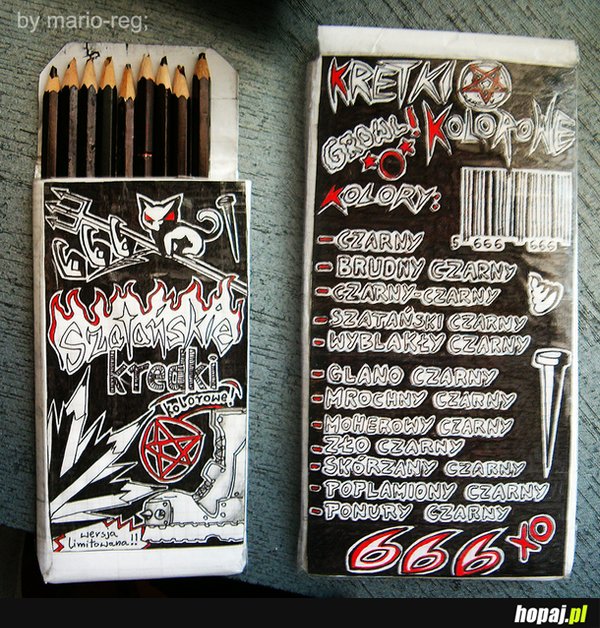 by mario-reg;
666
Szatańskie
kredki
kolorowe!
wersja
limitowana!!
KRETKI
GROWL!
KOLOROWE
KOLORY:
5 666 666
- CZARNY
- BRUDNY CZARNY
- CZARNY-CZARNY
- SZATAŃSKI CZARNY
- WYBLAKŁY CZARNY
- GLANO CZARNY
- MROCHNY CZARNY
- MOHEROWY CZARNY
- ZŁO CZARNY
- SKÓRZANY CZARNY
- POPLAMIONY CZARNY
- PONURY CZARNY
666 XO
hopaj.pl